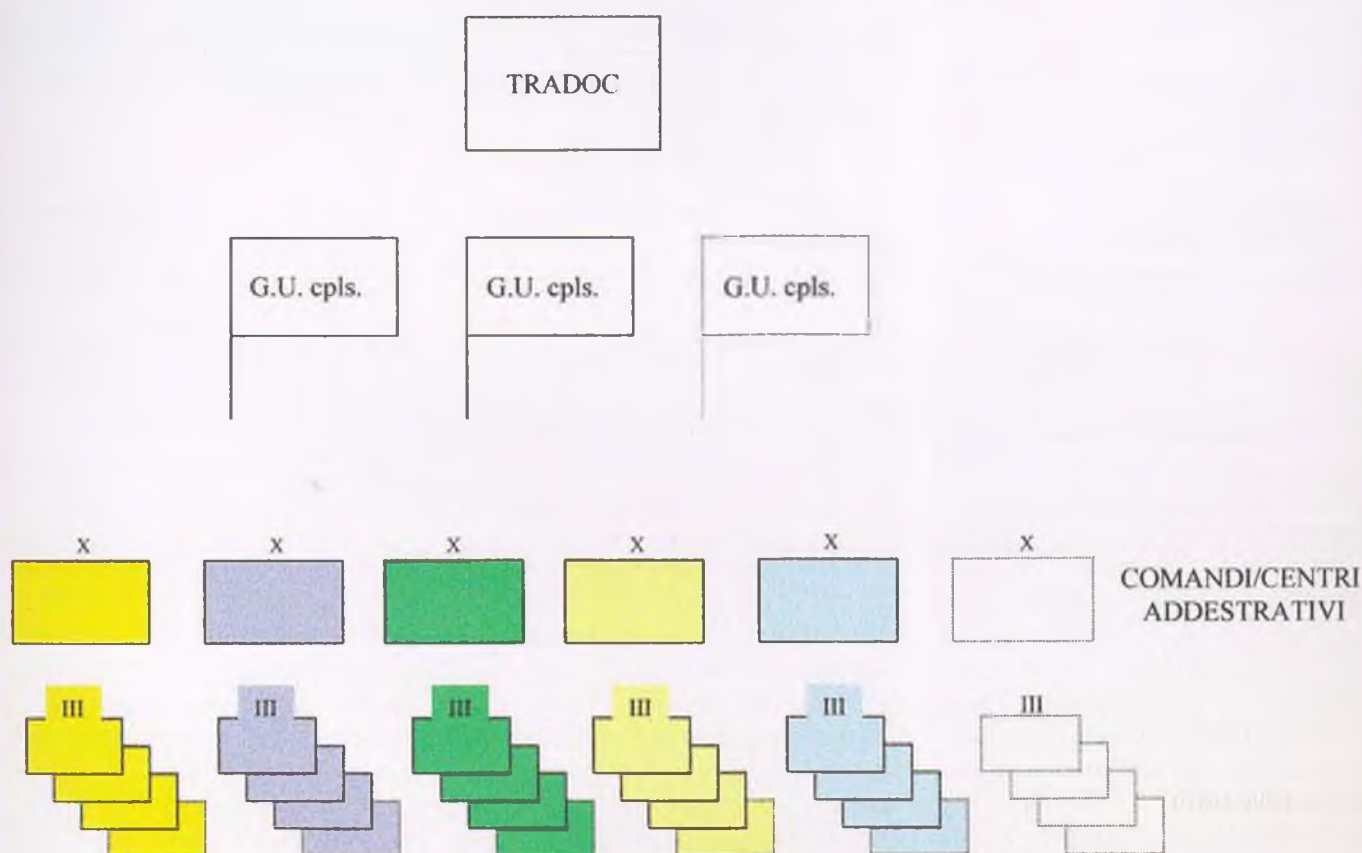 TRADOC
G.U. cpls. G.U. cpls. G.U. cpls.
X X X X X X
COMANDI/CENTRI
ADDESTRATIVI
III III III III III III